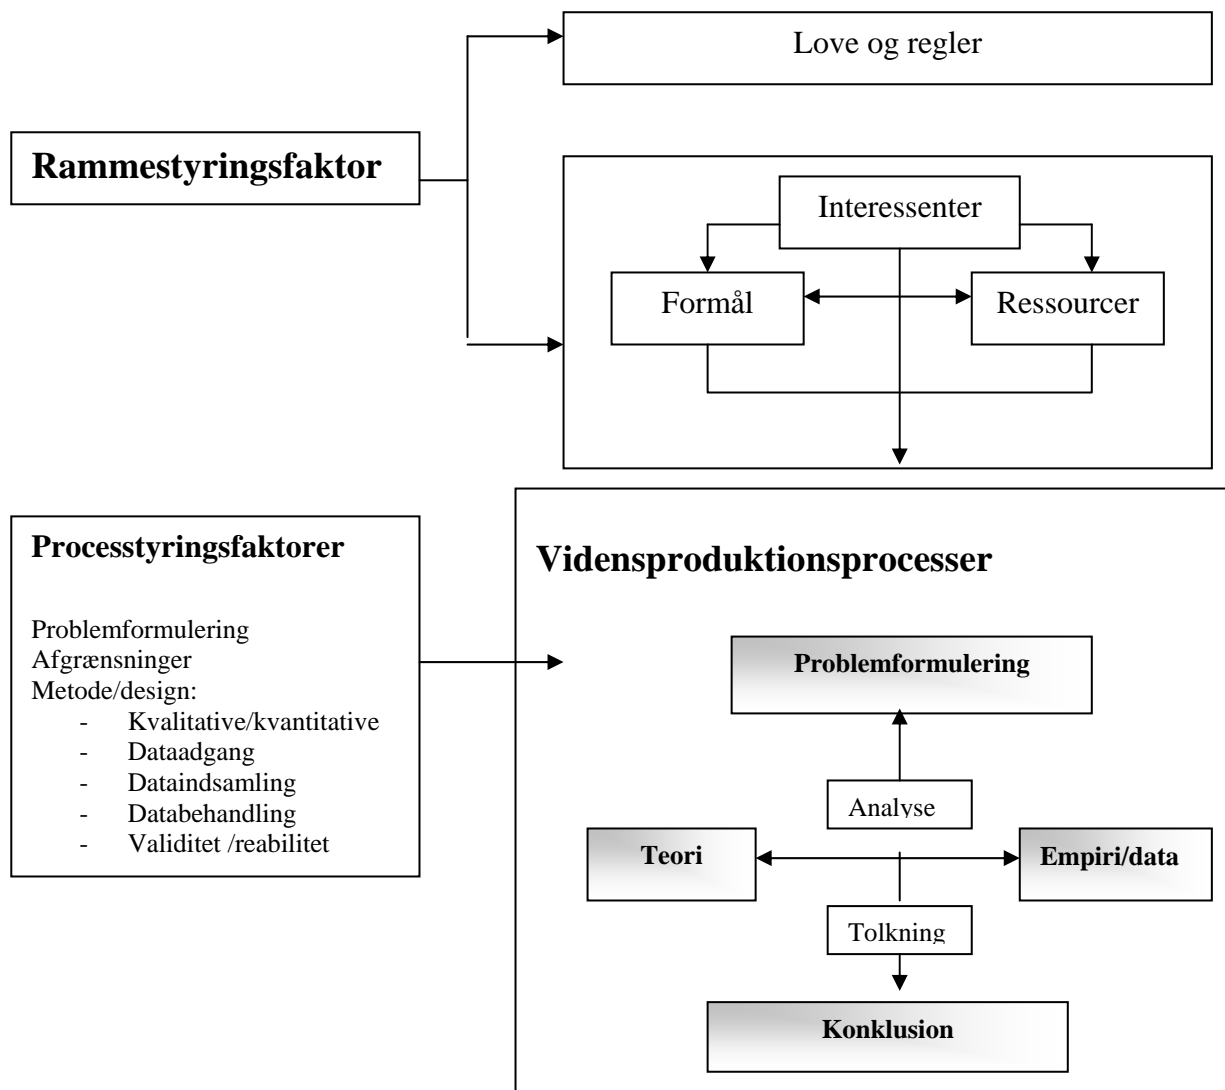 Love og regler
Rammestyringsfaktor
Interessenter
Formål
Ressourcer
Processtyringsfaktorer
Problemformulering
Afgrænsninger
Metode/design:
- Kvalitative/kvantitative
- Dataadgang
- Dataindsamling
- Databehandling
- Validitet /reabilitet
Vidensproduktionsprocesser
Problemformulering
Analyse
Teori
Empiri/data
Tolkning
Konklusion